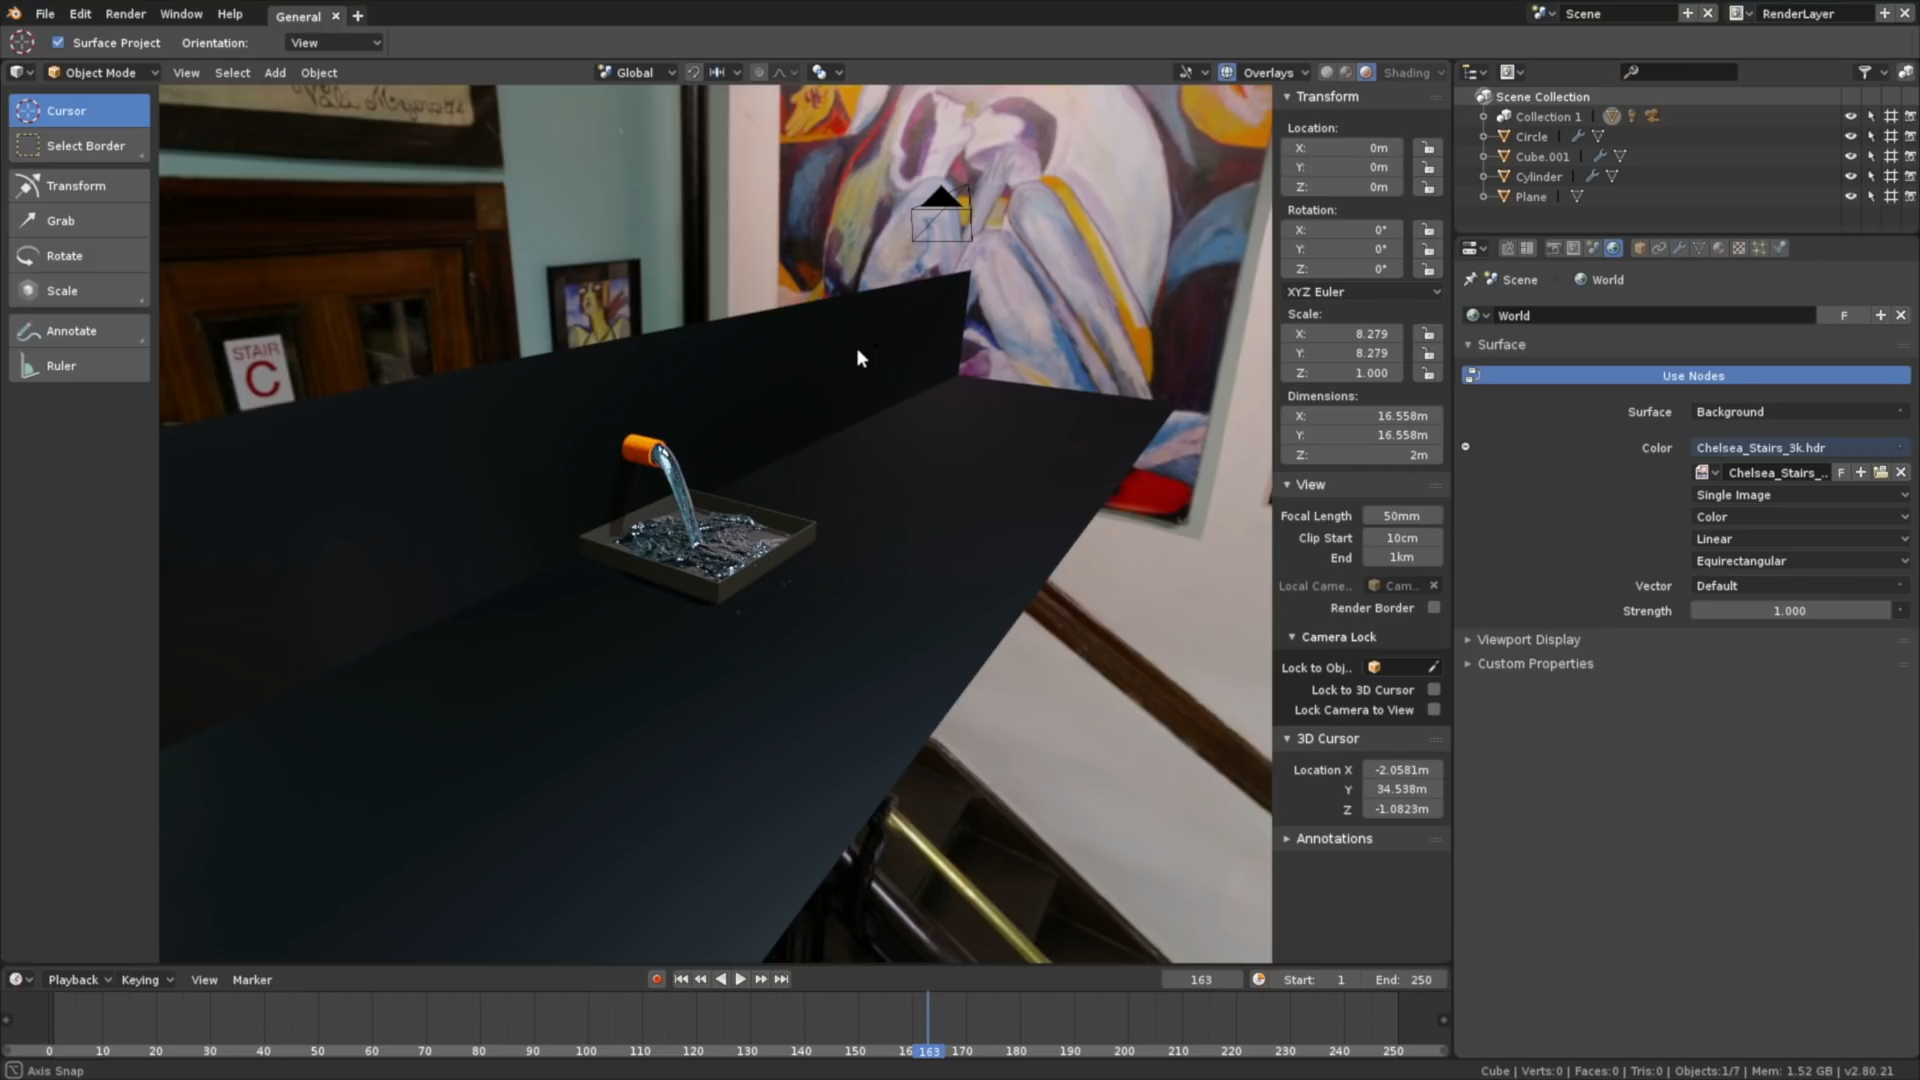 File Edit Render Window Help General Scene RenderLayer
Surface Project Orientation: View
Object Mode View Select Add Object Global Overlays Shading
Cursor
Select Border
Transform
Grab
Rotate
Scale
Annotate
Ruler
STAIR
C
Transform
Location:
X: 0m
Y: 0m
Z: 0m
Rotation:
X: 0°
Y: 0°
Z: 0°
XYZ Euler
Scale:
X: 8.279
Y: 8.279
Z: 1.000
Dimensions:
X: 16.558m
Y: 16.558m
Z: 2m
View
Focal Length 50mm
Clip Start 10cm
End 1km
Local Came.. Cam..
Render Border
Camera Lock
Lock to Obj..
Lock to 3D Cursor
Lock Camera to View
3D Cursor
Location X -2.0581m
Y 34.538m
Z -1.0823m
Annotations
Scene Collection
Collection 1
Circle
Cube.001
Cylinder
Plane
Scene World
World F
Surface
Use Nodes
Surface Background
Color Chelsea_Stairs_3k.hdr
Chelsea_Stairs_.. F
Single Image
Color
Linear
Equirectangular
Vector Default
Strength 1.000
Viewport Display
Custom Properties
Playback Keying View Marker 163 Start: 1 End: 250
0 10 20 30 40 50 60 70 80 90 100 110 120 130 140 150 16 163 170 180 190 200 210 220 230 240 250
Axis Snap Cube | Verts:0 | Faces:0 | Tris:0 | Objects:1/7 | Mem: 1.52 GB | v2.80.21